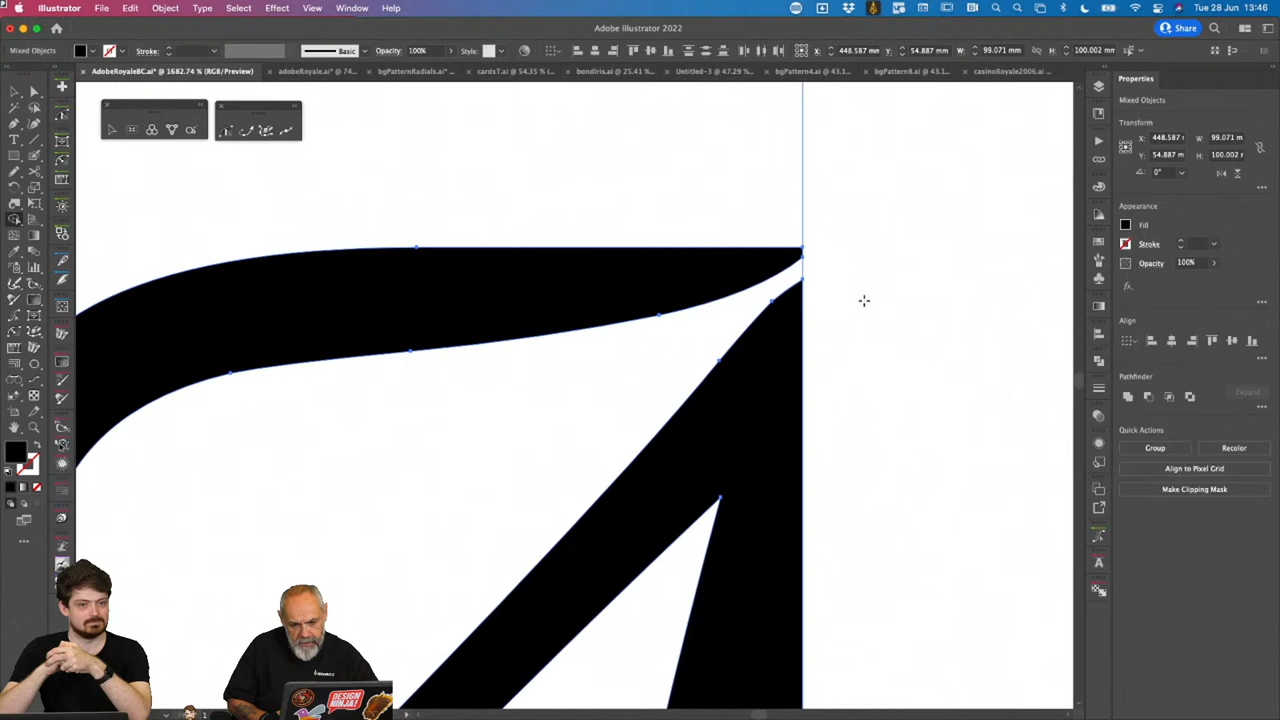 Illustrator File Edit Object Type Select Effect View Window Help Tue 28 Jun 13:46
Adobe Illustrator 2022 Share
Mixed Objects Stroke: Basic Opacity: 100% Style: X: 448.587 mm Y: 54.887 mm W: 99.071 mm H: 100.002 mm
AdobeRoyaleBC.ai* @ 1682.74 % (RGB/Preview) adobeRoyale.ai* @ 74... bgPatternRadials.ai* ... cardsT.ai @ 54.35 % (... bondIris.ai @ 25.41 %... Untitled-3 @ 47.29 %... bgPattern4.ai @ 43.1... bgPattern8.ai @ 43.1... casinoRoyale2006.ai ...
Properties
Mixed Objects
Transform
X: 448.587 W: 99.071 m
Y: 54.887 m H: 100.002 r
0°
Appearance
Fill
Stroke
Opacity 100%
fx.
Align
Pathfinder
Expand
Quick Actions
Group Recolor
Align to Pixel Grid
Make Clipping Mask
DESIGN
NINJA!
1